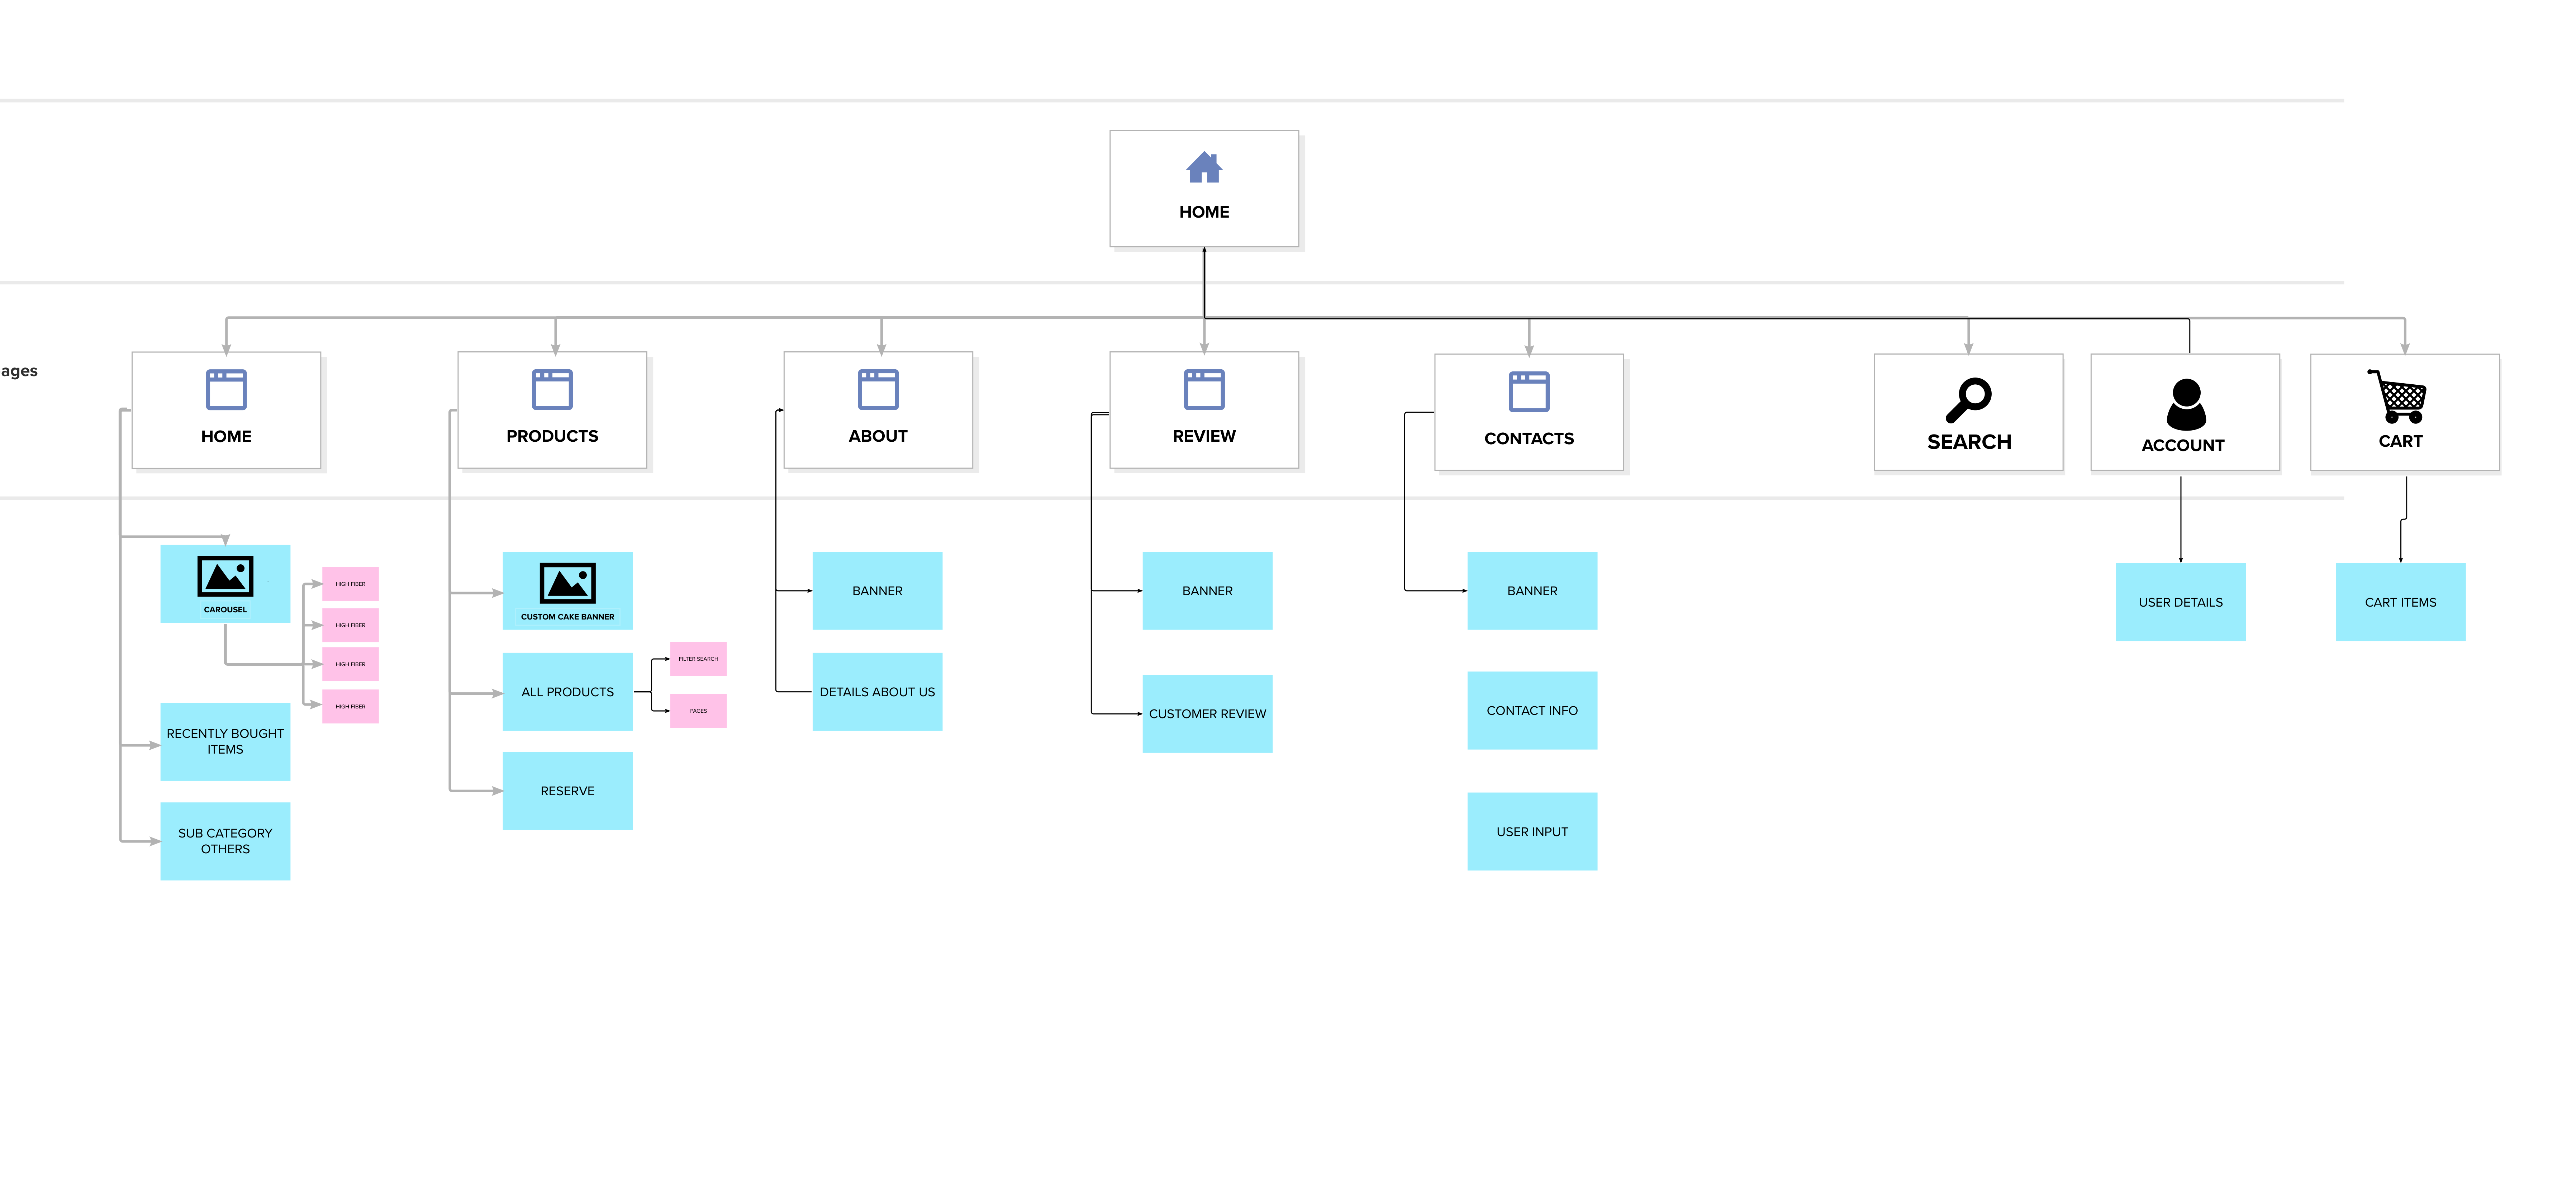 HOME
ages
HOME
PRODUCTS
ABOUT
REVIEW
CONTACTS
SEARCH
ACCOUNT
CART
CAROUSEL
HIGH FIBER
HIGH FIBER
HIGH FIBER
HIGH FIBER
RECENTLY BOUGHT
ITEMS
SUB CATEGORY
OTHERS
CUSTOM CAKE BANNER
ALL PRODUCTS
FILTER SEARCH
PAGES
RESERVE
BANNER
DETAILS ABOUT US
BANNER
CUSTOMER REVIEW
BANNER
CONTACT INFO
USER INPUT
USER DETAILS
CART ITEMS